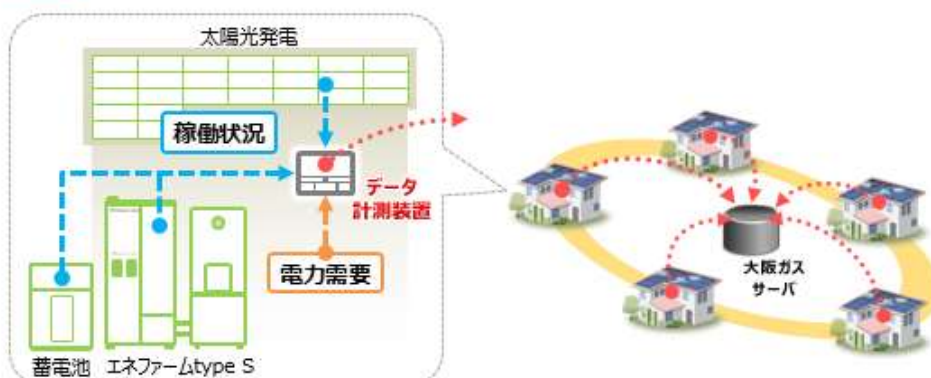 太陽光発電
稼働状況
データ
計測装置
電力需要
蓄電池
エネファームtype S
大阪ガス
サーバ